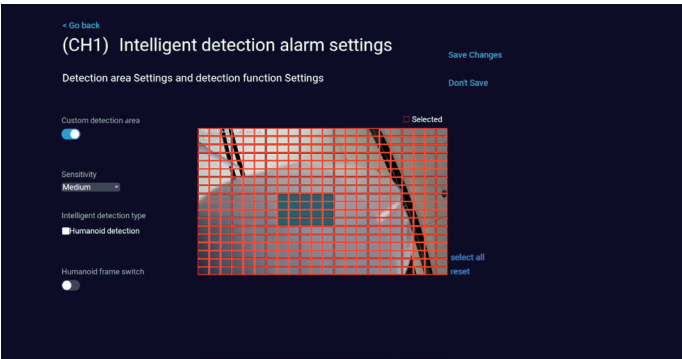 < Go back
(CH1) Intelligent detection alarm settings
Save Changes
Detection area Settings and detection function Settings
Don't Save
Custom detection area
Selected
Sensitivity
Medium
Intelligent detection type
Humanoid detection
select all
Humanoid frame switch
reset